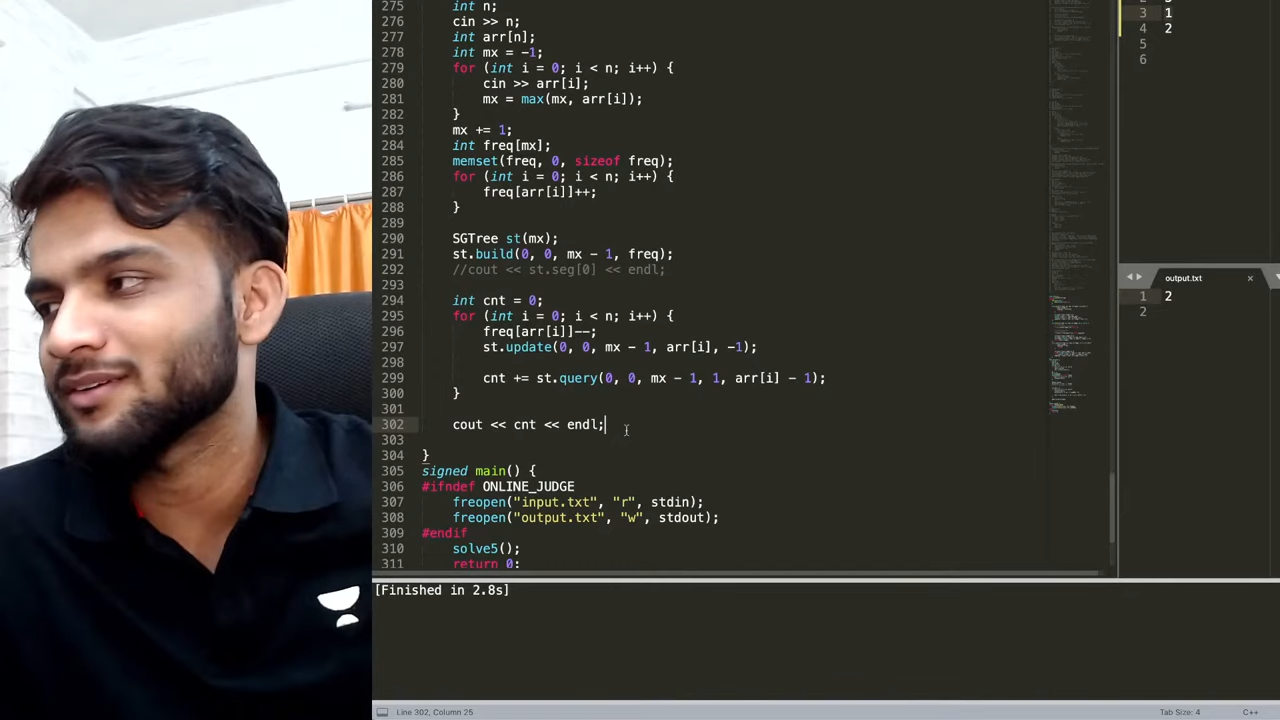 275 int n;
276 cin >> n;
277 int arr[n];
278 int mx = -1;
279 for (int i = 0; i < n; i++) {
280 cin >> arr[i];
281 mx = max(mx, arr[i]);
282 }
283 mx += 1;
284 int freq[mx];
285 memset(freq, 0, sizeof freq);
286 for (int i = 0; i < n; i++) {
287 freq[arr[i]]++;
288 }
289
290 SGTree st(mx);
291 st.build(0, 0, mx - 1, freq);
292 //cout << st.seg[0] << endl;
293
294 int cnt = 0;
295 for (int i = 0; i < n; i++) {
296 freq[arr[i]]--;
297 st.update(0, 0, mx - 1, arr[i], -1);
298
299 cnt += st.query(0, 0, mx - 1, 1, arr[i] - 1);
300 }
301
302 cout << cnt << endl;
303
304 }
305 signed main() {
306 #ifndef ONLINE_JUDGE
307 freopen("input.txt", "r", stdin);
308 freopen("output.txt", "w", stdout);
309 #endif
310 solve5();
311 return 0;
3 1
4 2
5
6
output.txt
1 2
2
[Finished in 2.8s]
Line 302, Column 25
Tab Size: 4
C++